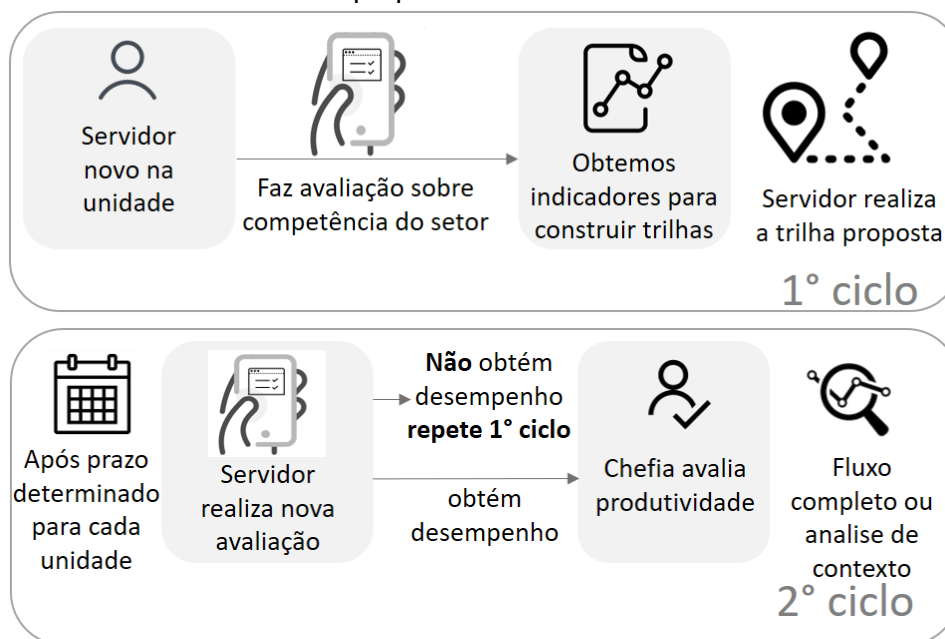 Servidor
novo na
unidade
Faz avaliação sobre
competência do setor
Obtemos
indicadores para
construir trilhas
Servidor realiza
a trilha proposta
1° ciclo
Após prazo
determinado
para cada
unidade
Servidor
realiza nova
avaliação
Não obtém
desempenho
repete 1° ciclo
obtém
desempenho
Chefia avalia
produtividade
Fluxo
completo ou
analise de
contexto
2° ciclo